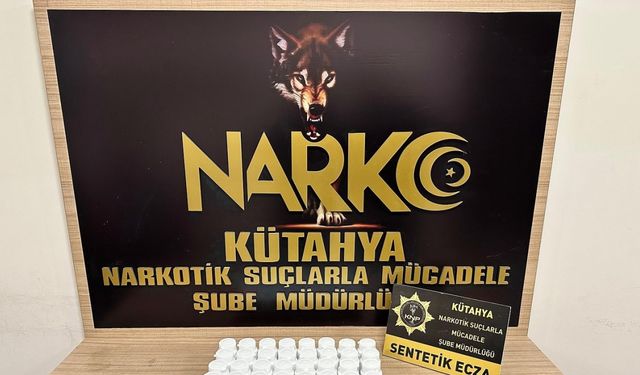 NARKO
KÜTAHYA
NARKOTİK SUÇLARLA MÜCADELE
ŞUBE MÜDÜRLÜ
KÜTAHYA
NARKOTİK SUÇLARLA
MÜCADELE
ŞUBE MÜDÜRLÜĞÜ
SENTETİK ECZA